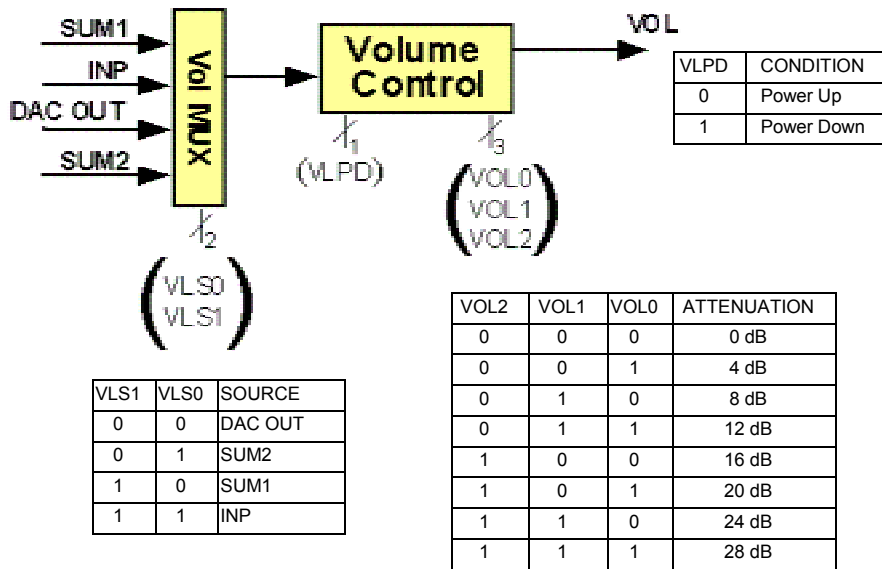 SUM1
INP
DAC OUT
SUM2
Vol MUX
2
VLS0
VLS1
Volume
Control
1
(VLPD)
3
VOL0
VOL1
VOL2
VOL
VLPD CONDITION
0 Power Up
1 Power Down
VLS1 VLS0 SOURCE
0 0 DAC OUT
0 1 SUM2
1 0 SUM1
1 1 INP
VOL2 VOL1 VOL0 ATTENUATION
0 0 0 0 dB
0 0 1 4 dB
0 1 0 8 dB
0 1 1 12 dB
1 0 0 16 dB
1 0 1 20 dB
1 1 0 24 dB
1 1 1 28 dB